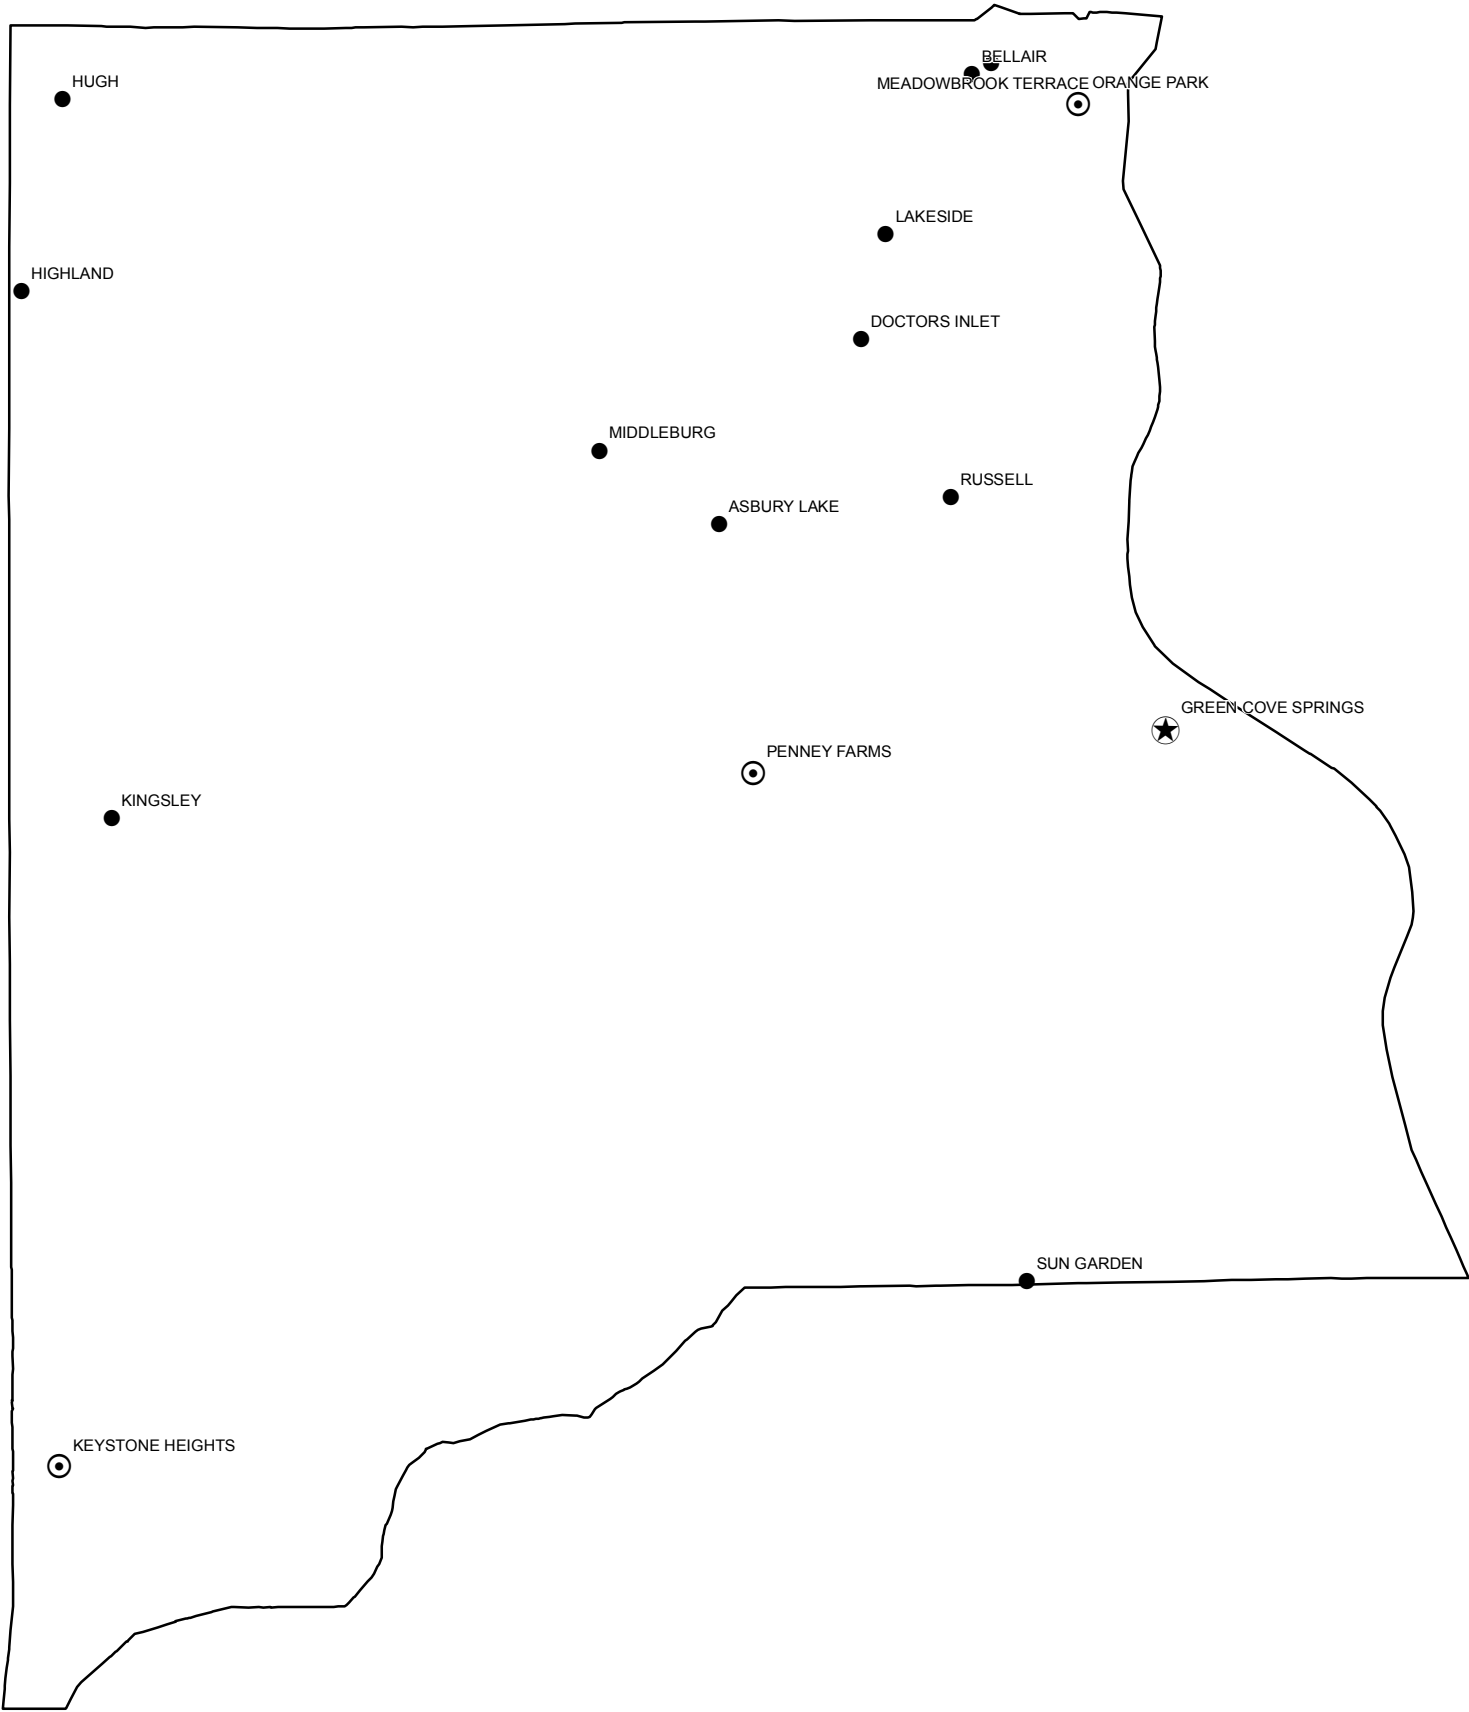 BELLAIR
HUGH
MEADOWBROOK TERRACE
ORANGE PARK
LAKESIDE
HIGHLAND
DOCTORS INLET
MIDDLEBURG
RUSSELL
ASBURY LAKE
GREEN COVE SPRINGS
PENNEY FARMS
KINGSLEY
SUN GARDEN
KEYSTONE HEIGHTS